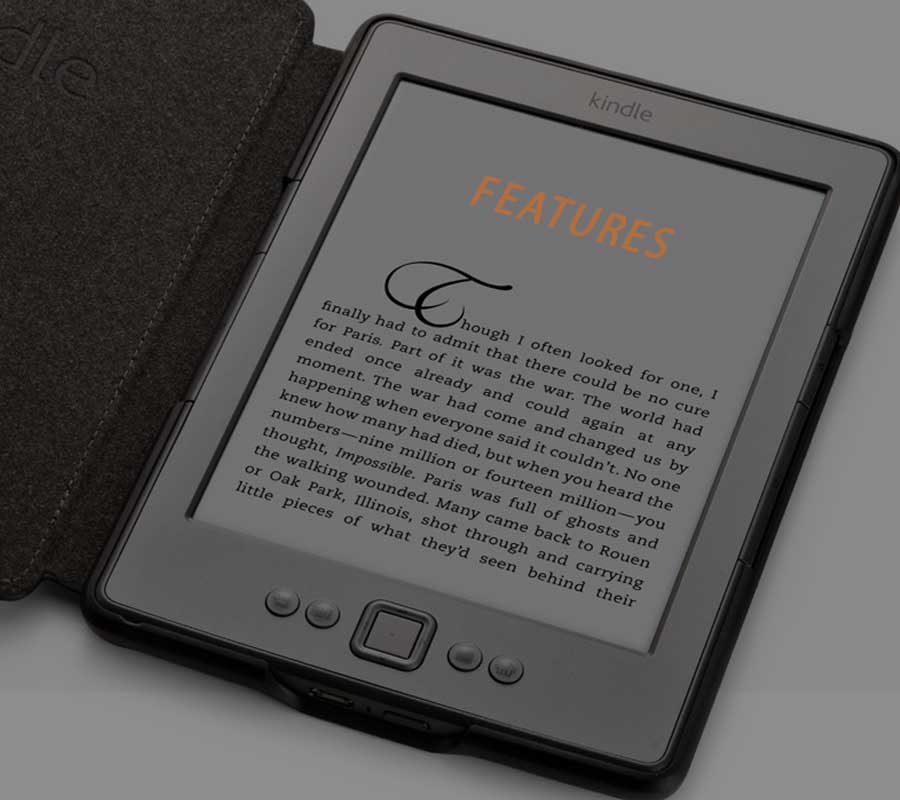 dle
kindle
FEATURES
Though I often looked for one, I
finally had to admit that there could be no cure
for Paris. Part of it was the war. The world had
ended once already and could again at any
moment. The war had come and changed us by
happening when everyone said it couldn't. No one
knew how many had died, but when you heard the
numbers—nine million or fourteen million—you
thought, Impossible. Paris was full of ghosts and
the walking wounded. Many came back to Rouen
or Oak Park, Illinois, shot through and carrying
little pieces of what they'd seen behind their